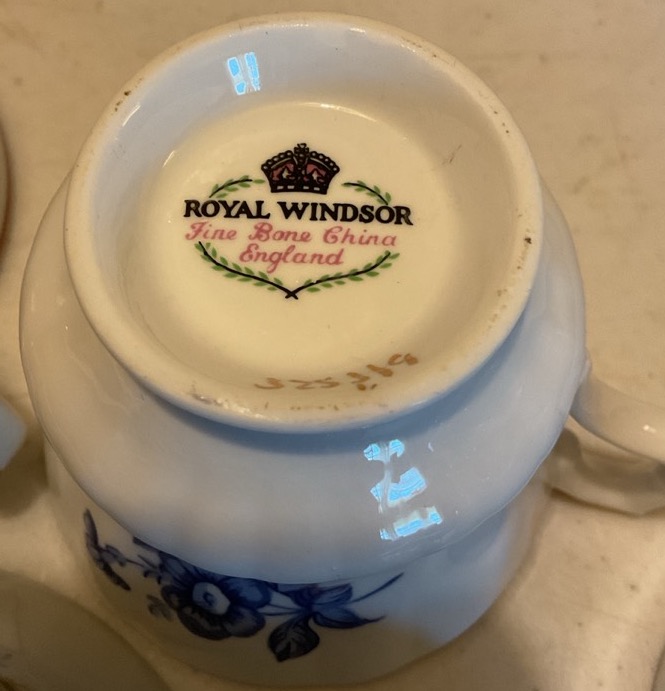 ROYAL WINDSOR
Fine Bone China
England